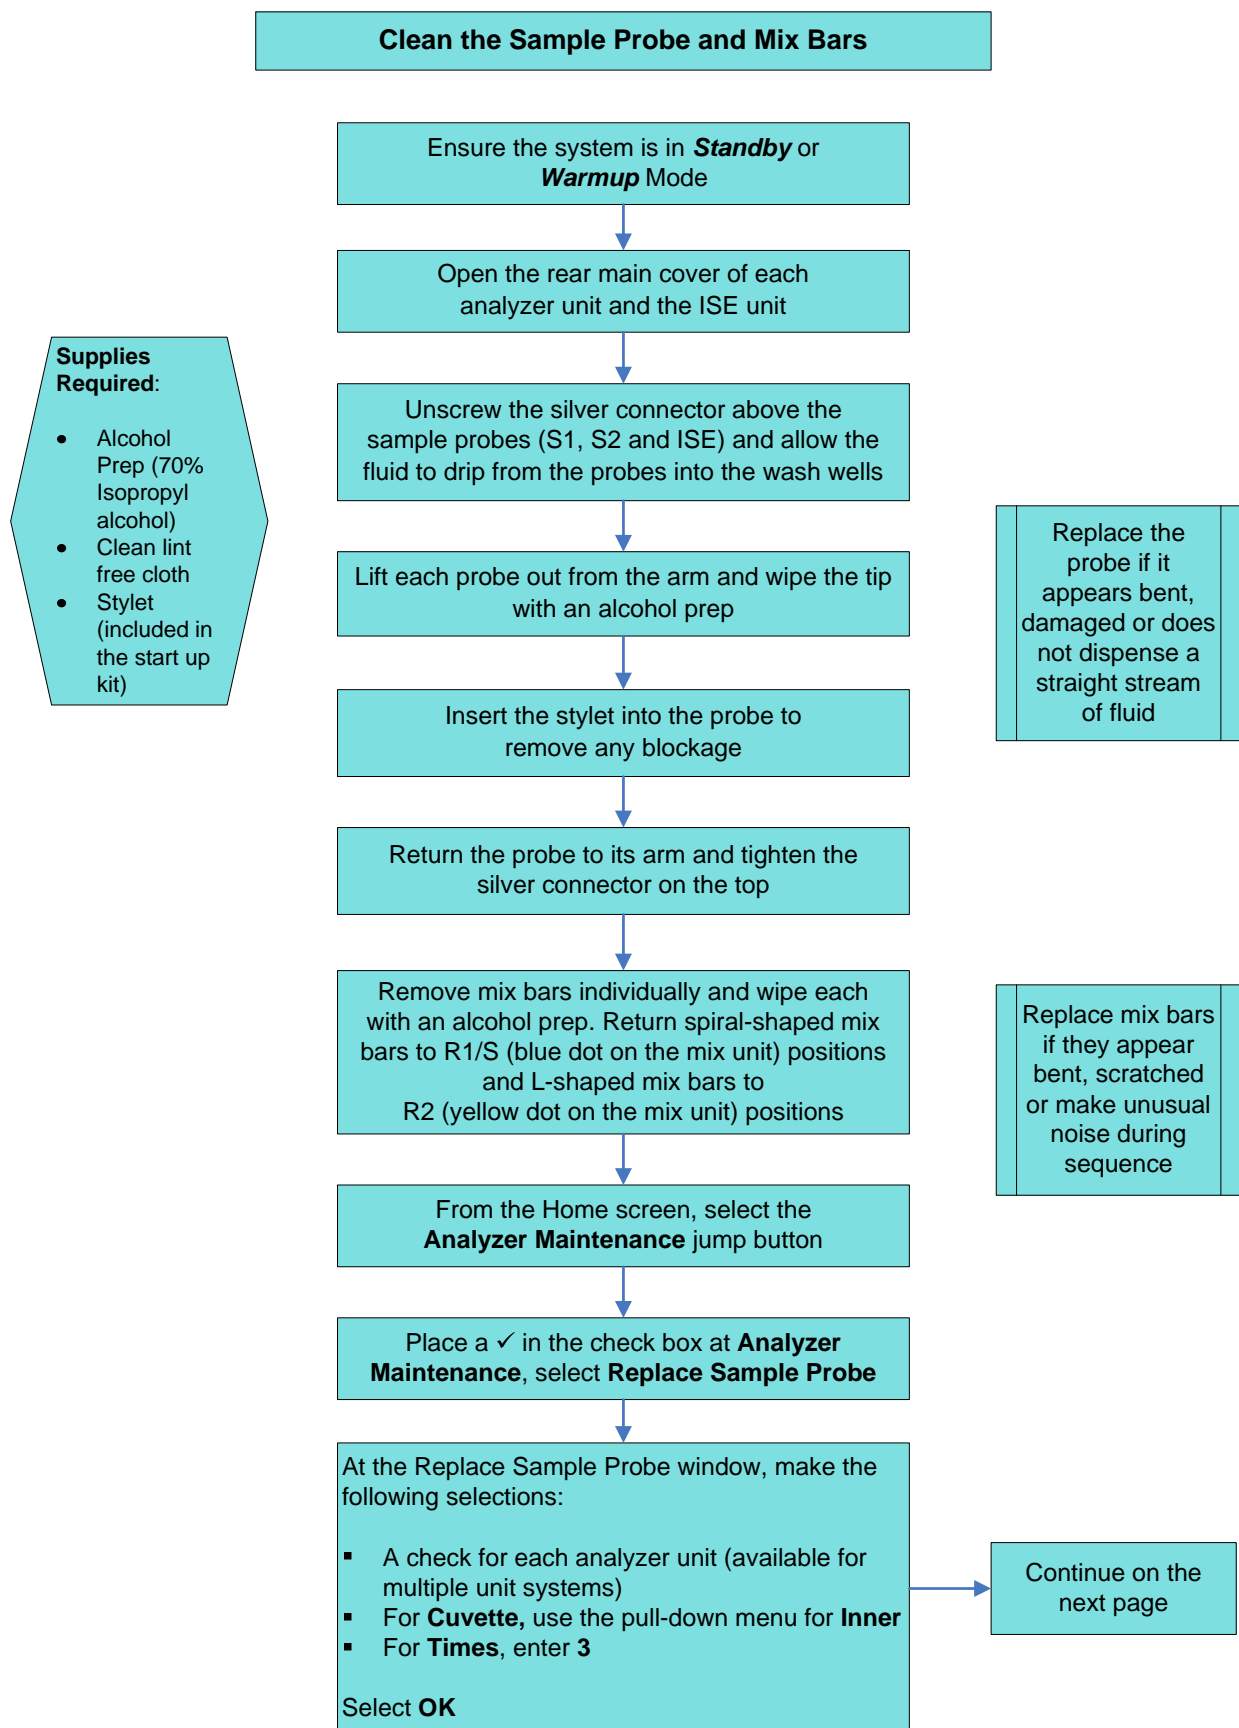 Clean the Sample Probe and Mix Bars
Ensure the system is in Standby or
Warmup Mode
Open the rear main cover of each
analyzer unit and the ISE unit
Supplies
Required:
• Alcohol
Prep (70%
Isopropyl
alcohol)
• Clean lint
free cloth
• Stylet
(included in
the start up
kit)
Unscrew the silver connector above the
sample probes (S1, S2 and ISE) and allow the
fluid to drip from the probes into the wash wells
Lift each probe out from the arm and wipe the tip
with an alcohol prep
Replace the
probe if it
appears bent,
damaged or does
not dispense a
straight stream
of fluid
Insert the stylet into the probe to
remove any blockage
Return the probe to its arm and tighten the
silver connector on the top
Remove mix bars individually and wipe each
with an alcohol prep. Return spiral-shaped mix
bars to R1/S (blue dot on the mix unit) positions
and L-shaped mix bars to
R2 (yellow dot on the mix unit) positions
Replace mix bars
if they appear
bent, scratched
or make unusual
noise during
sequence
From the Home screen, select the
Analyzer Maintenance jump button
Place a ✓ in the check box at Analyzer
Maintenance, select Replace Sample Probe
At the Replace Sample Probe window, make the
following selections:
▪ A check for each analyzer unit (available for
multiple unit systems)
▪ For Cuvette, use the pull-down menu for Inner
▪ For Times, enter 3
Select OK
Continue on the
next page